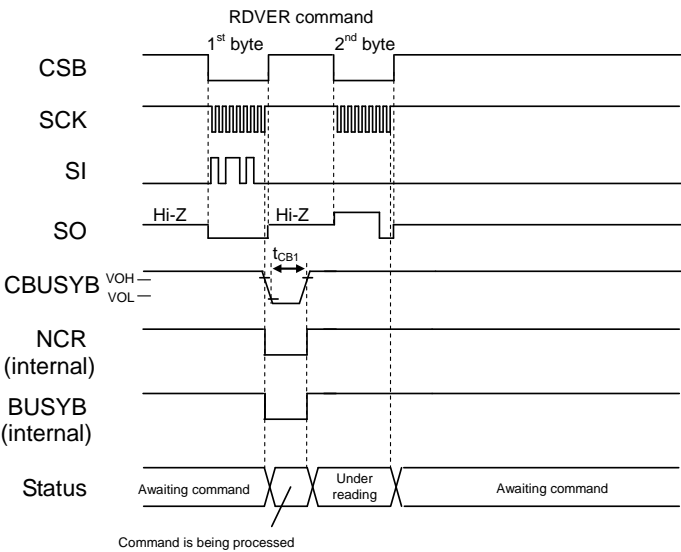 RDVER command
1st byte
2nd byte
CSB
SCK
SI
SO
Hi-Z
Hi-Z
tCB1
CBUSYB
VOH
VOL
NCR
(internal)
BUSYB
(internal)
Status
Awaiting command
Under
reading
Awaiting command
Command is being processed